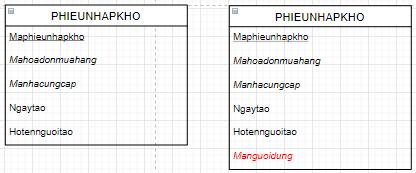 PHIEUNHAPKHO
Maphieunhapkho
Mahoadonmuahang
Manhacungcap
Ngaytao
Hotennguoitao
PHIEUNHAPKHO
Maphieunhapkho
Mahoadonmuahang
Manhacungcap
Ngaytao
Hotennguoitao
Manguoidung